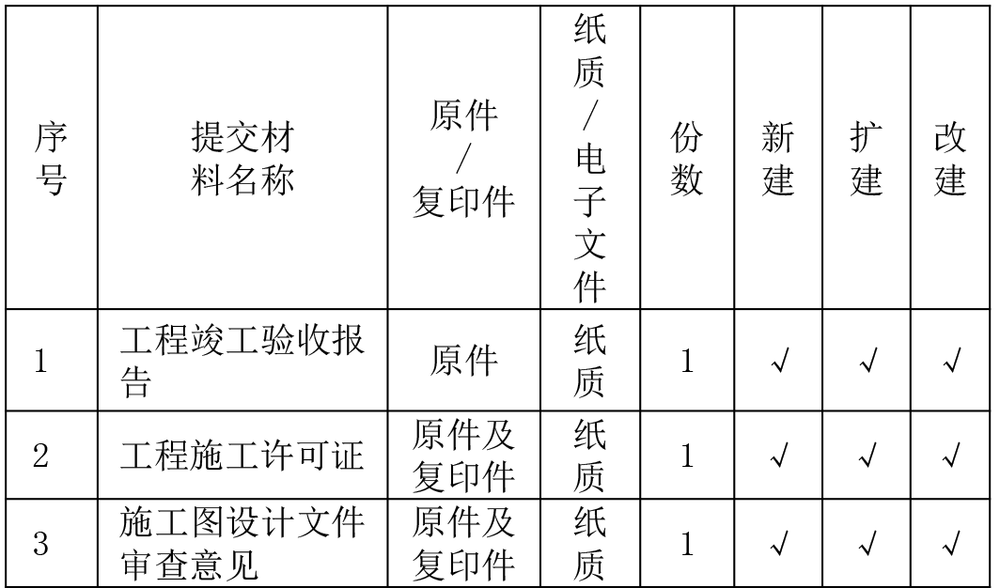 序
号
提交材
料名称
原件
/
复印件
纸
质
/
电
子
文
件
份
数
新
建
扩
建
改
建
1
工程竣工验收报
告
原件
纸
质
1
√
√
√
2
工程施工许可证
原件及
复印件
纸
质
1
√
√
√
3
施工图设计文件
审查意见
原件及
复印件
纸
质
1
√
√
√